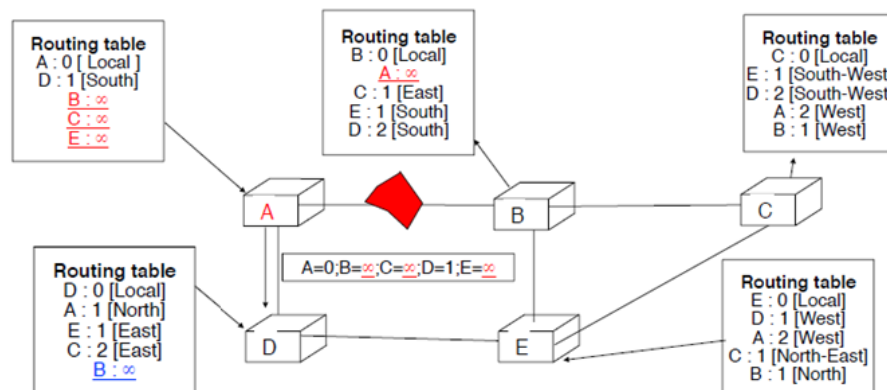 Routing table
A : 0 [ Local ]
D : 1 [South]
B : ∞
C : ∞
E : ∞
Routing table
B : 0 [Local]
A : ∞
C : 1 [East]
E : 1 [South]
D : 2 [South]
Routing table
C : 0 [Local]
E : 1 [South-West]
D : 2 [South-West]
A : 2 [West]
B : 1 [West]
A
B
C
A=0;B=∞;C=∞;D=1;E=∞
Routing table
D : 0 [Local]
A : 1 [North]
E : 1 [East]
C : 2 [East]
B : ∞
D
E
Routing table
E : 0 [Local]
D : 1 [West]
A : 2 [West]
C : 1 [North-East]
B : 1 [North]